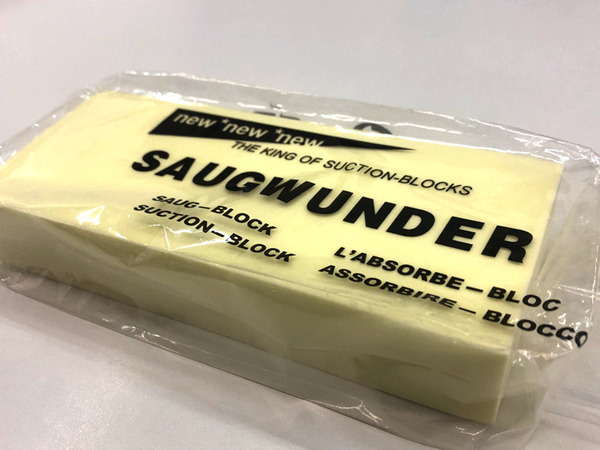 new *new *new
THE KING OF SUCTION-BLOCKS
SAUGWUNDER
SAUG-BLOCK
SUCTION-BLOCK
L'ABSORBE-BLOC
ASSORBIRE-BLOCCO